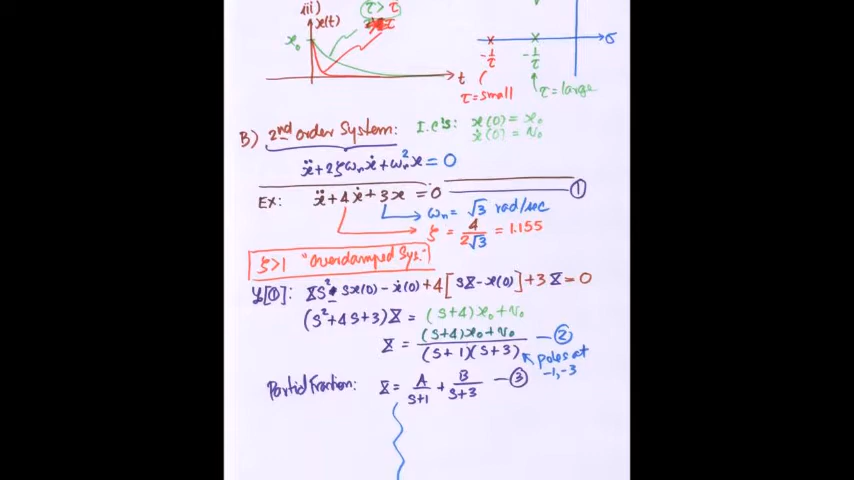 (ii)
x(t)
τ > τ
x₀
t
σ
-1/τ
-1/τ
τ=small
τ=large
B) 2nd order System: I.C's: x(0) = x₀
ẋ(0) = v₀
ẍ+2ζωₙẋ+ωₙ²x = 0
Ex: ẍ+4ẋ+3x = 0 ①
ωₙ = √3 rad/sec
ζ = 4/2√3 = 1.155
ζ>1 "Overdamped Sys."
ℒ[①]: X S² - Sx(0) - ẋ(0) + 4[SX - x(0)] + 3X = 0
(S²+4S+3)X = (S+4)x₀+v₀
X = (S+4)x₀+v₀/(S+1)(S+3) — ②
poles at
-1,-3
Partial Fraction: X = A/S+1 + B/S+3 — ③